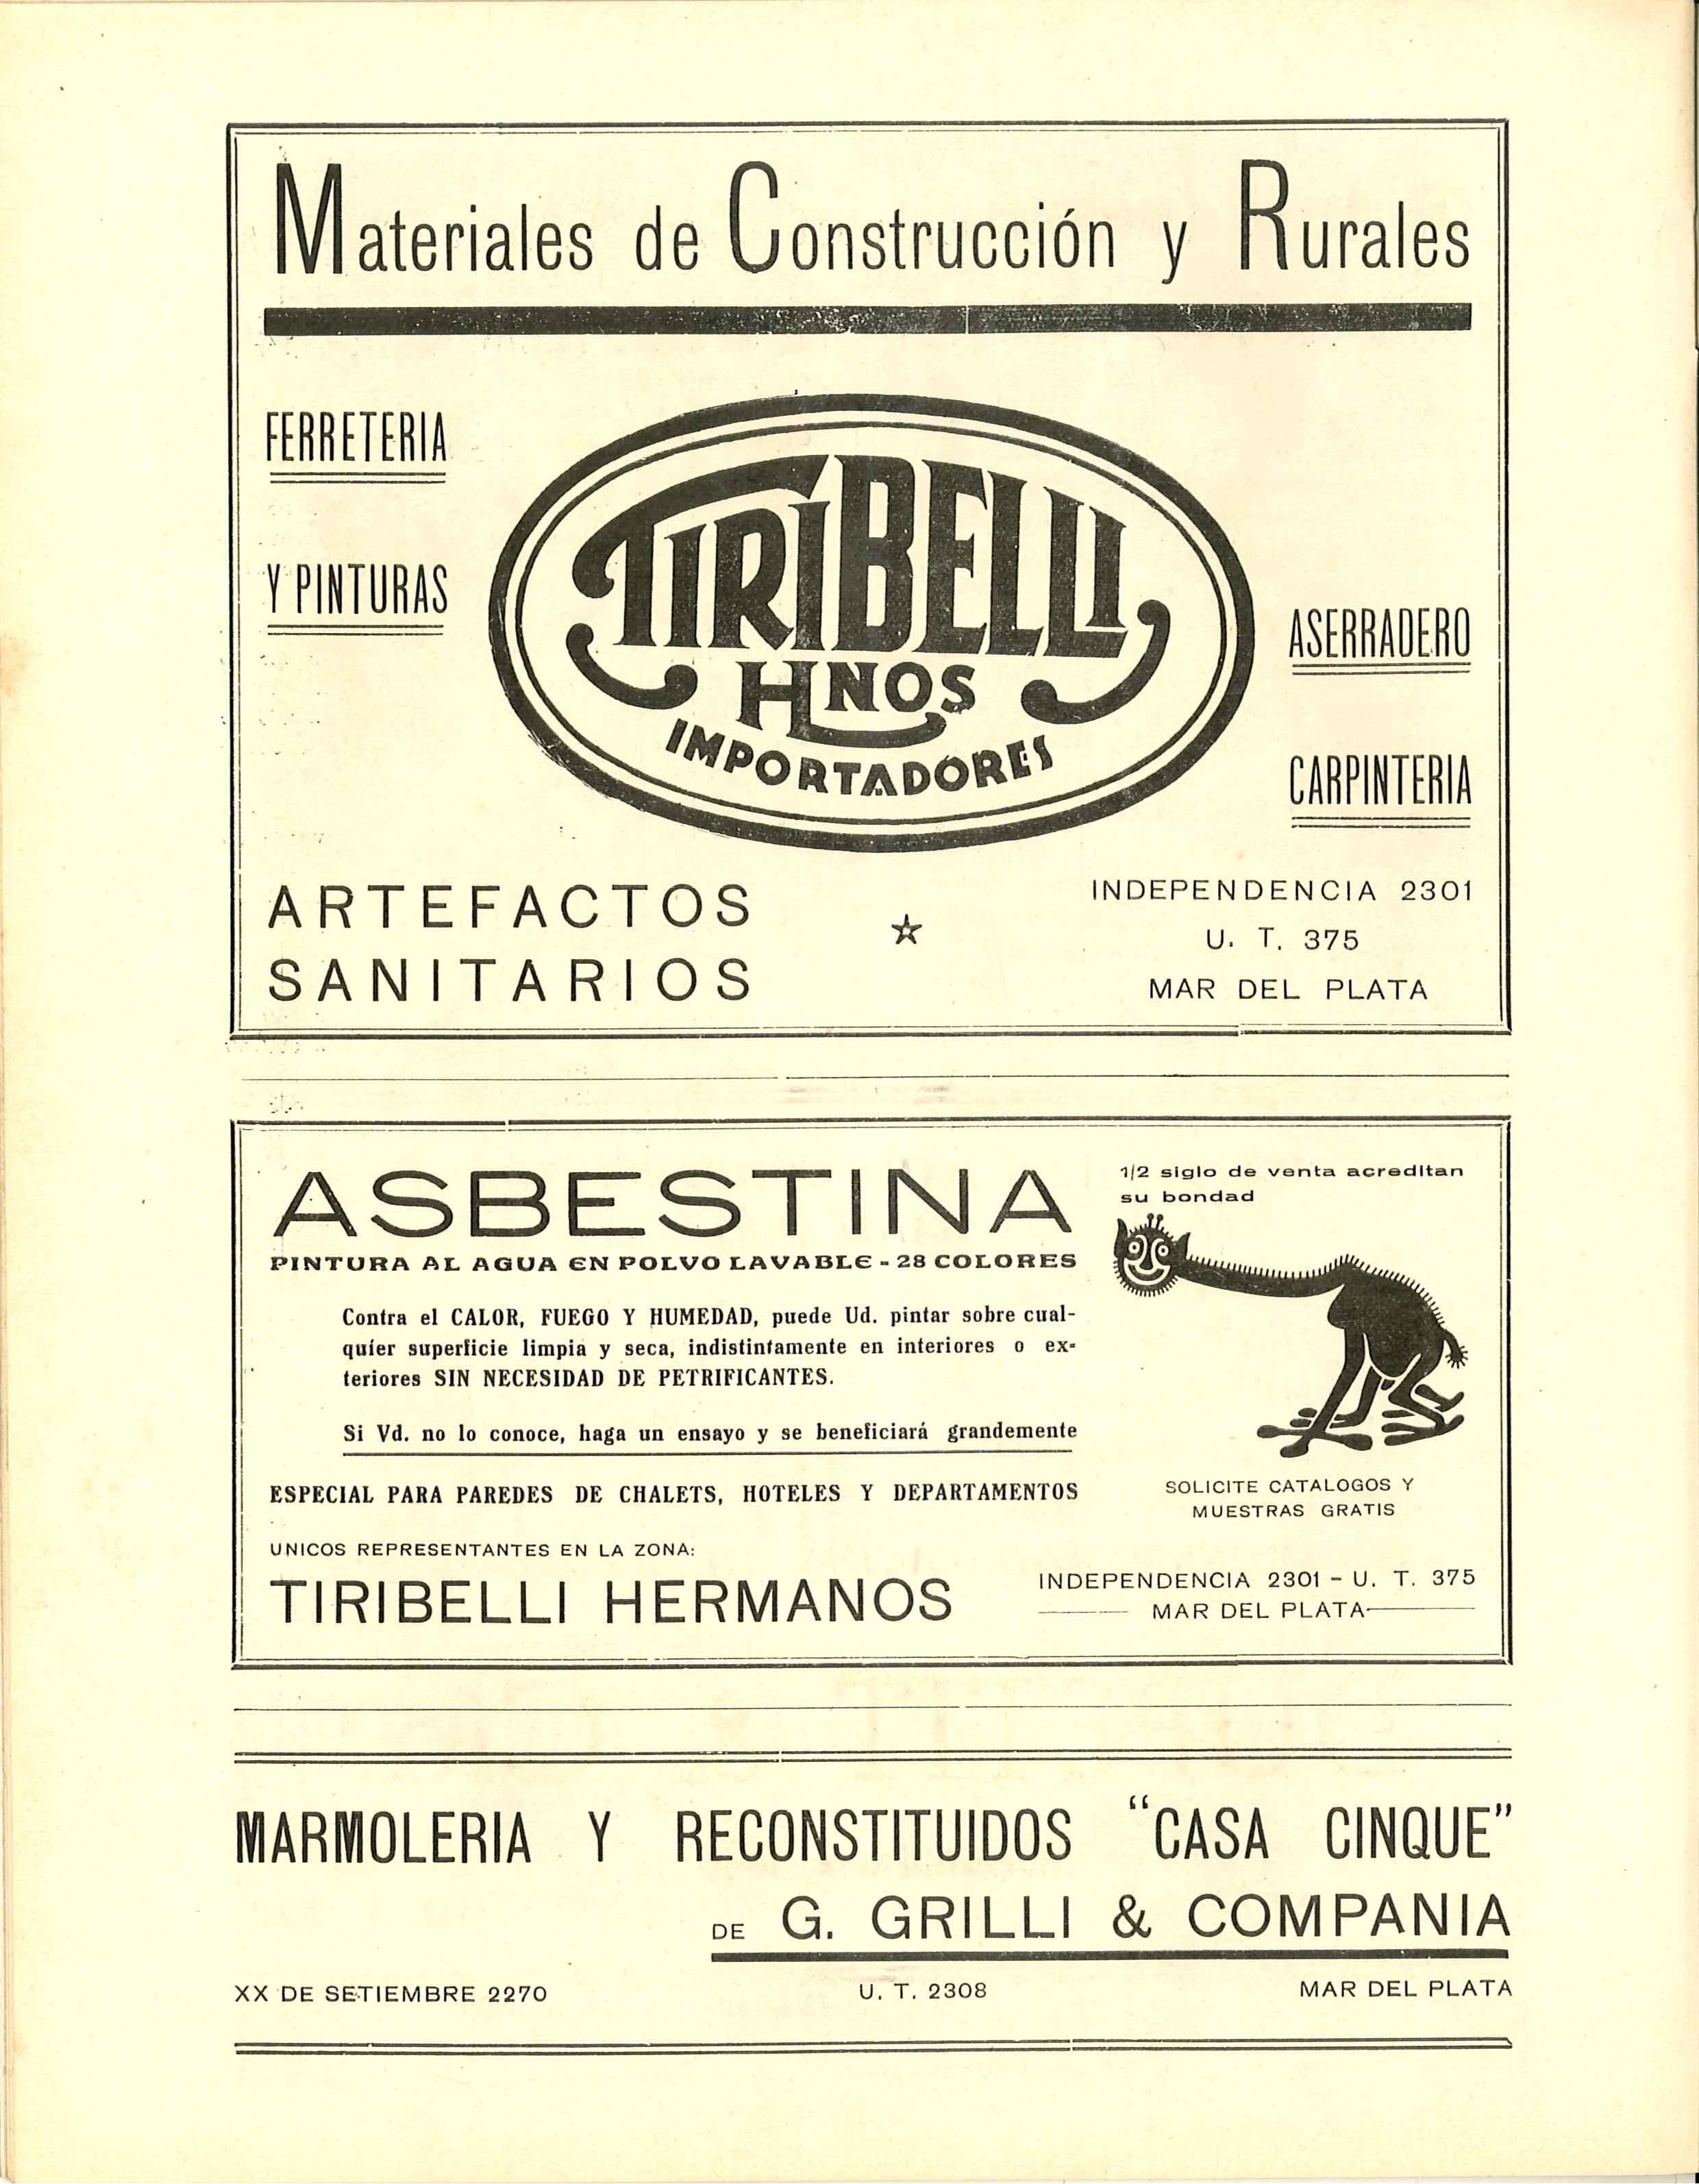 Materiales de Construcción y Rurales
FERRETERIA
Y PINTURAS
TIRIBELLI
HNOS
IMPORTADORES
ASERRADERO
CARPINTERIA
ARTEFACTOS
SANITARIOS
INDEPENDENCIA 2301
U. T. 375
MAR DEL PLATA
ASBESTINA
PINTURA AL AGUA EN POLVO LAVABLE - 28 COLORES
1/2 siglo de venta acreditan
su bondad
Contra el CALOR, FUEGO Y HUMEDAD, puede Ud. pintar sobre cual-
quier superficie limpia y seca, indistintamente en interiores o ex-
teriores SIN NECESIDAD DE PETRIFICANTES.
Si Vd. no lo conoce, haga un ensayo y se beneficiará grandemente
ESPECIAL PARA PAREDES DE CHALETS, HOTELES Y DEPARTAMENTOS
SOLICITE CATALOGOS Y
MUESTRAS GRATIS
UNICOS REPRESENTANTES EN LA ZONA:
TIRIBELLI HERMANOS
INDEPENDENCIA 2301 - U. T. 375
MAR DEL PLATA
MARMOLERIA Y RECONSTITUIDOS "CASA CINQUE"
DE G. GRILLI & COMPANIA
XX DE SETIEMBRE 2270 U. T. 2308 MAR DEL PLATA